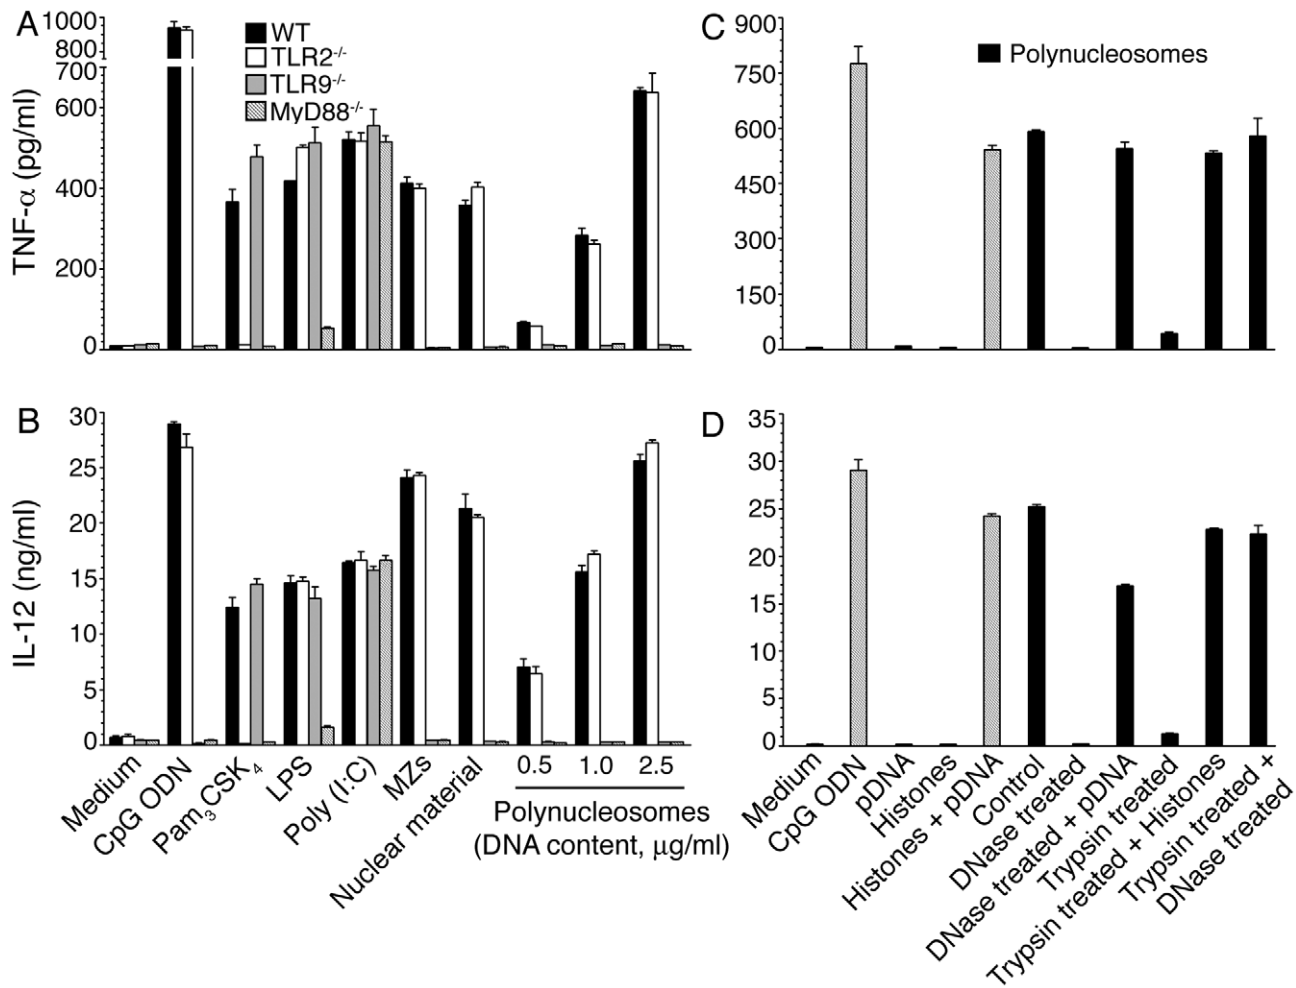 A
TNF-α (pg/ml)
1000
800
700
600
400
200
0
WT
TLR2-/-
TLR9-/-
MyD88-/-
C
900
750
600
450
300
150
0
Polynucleosomes
B
IL-12 (ng/ml)
30
25
20
15
10
5
0
Medium
CpG ODN
Pam3CSK4
LPS
Poly (I:C)
MZs
Nuclear material
0.5 1.0 2.5
Polynucleosomes
(DNA content, μg/ml)
D
35
30
25
20
15
10
5
0
Medium
CpG ODN
pDNA
Histones
Histones + pDNA
Control
DNase treated
DNase treated + pDNA
Trypsin treated
Trypsin treated + Histones
Trypsin treated +
DNase treated